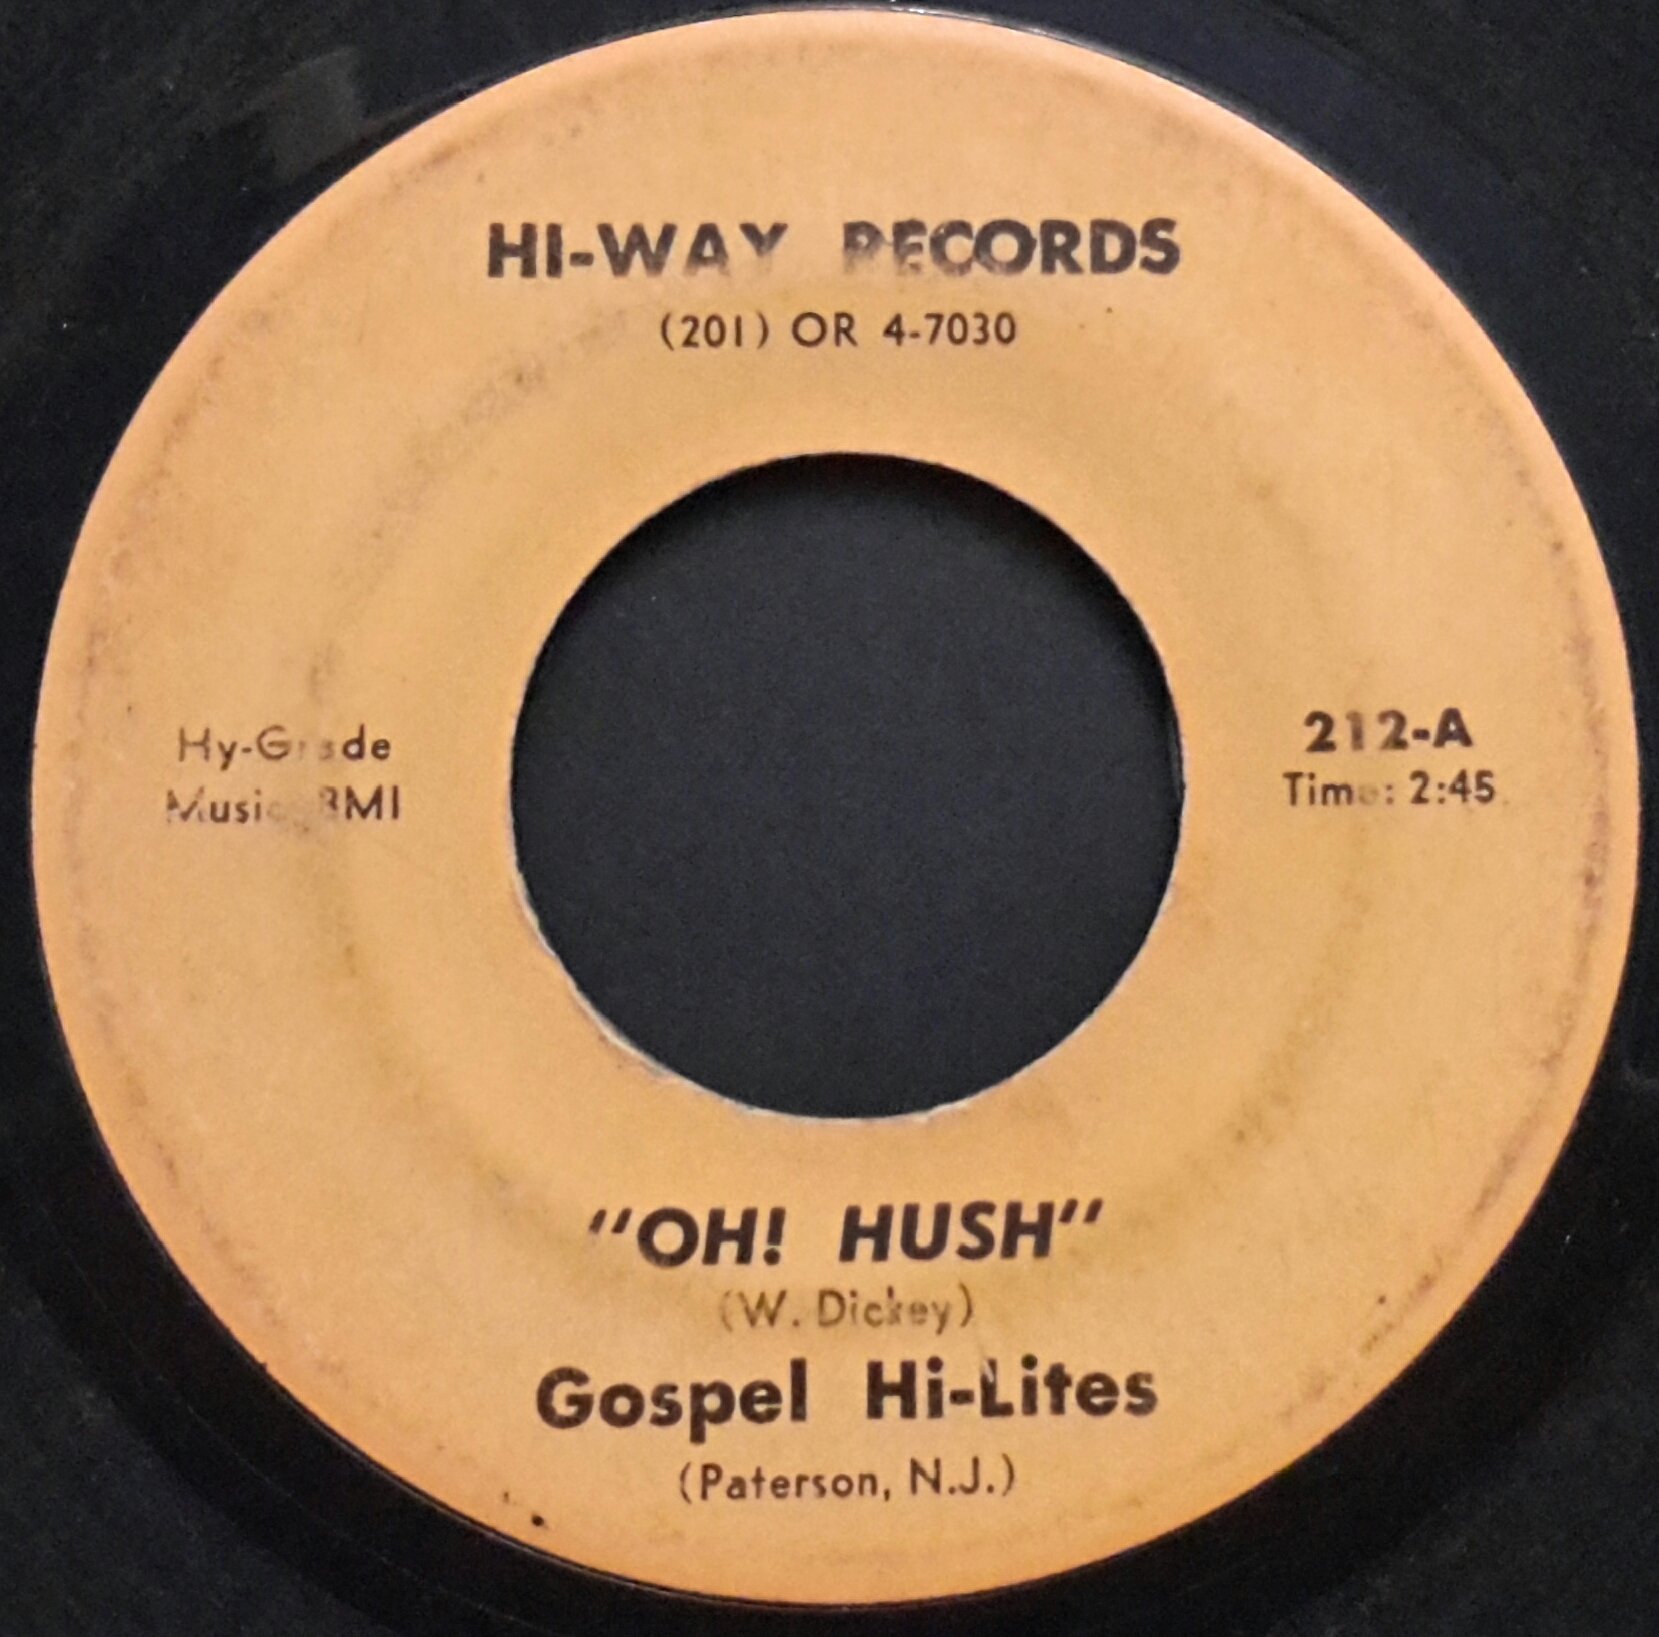 HI-WAY RECORDS
(201) OR 4-7030
Hy-Grade
Music BMI
212-A
Time: 2:45
"OH! HUSH"
(W. Dickey)
Gospel Hi-Lites
(Paterson, N.J.)